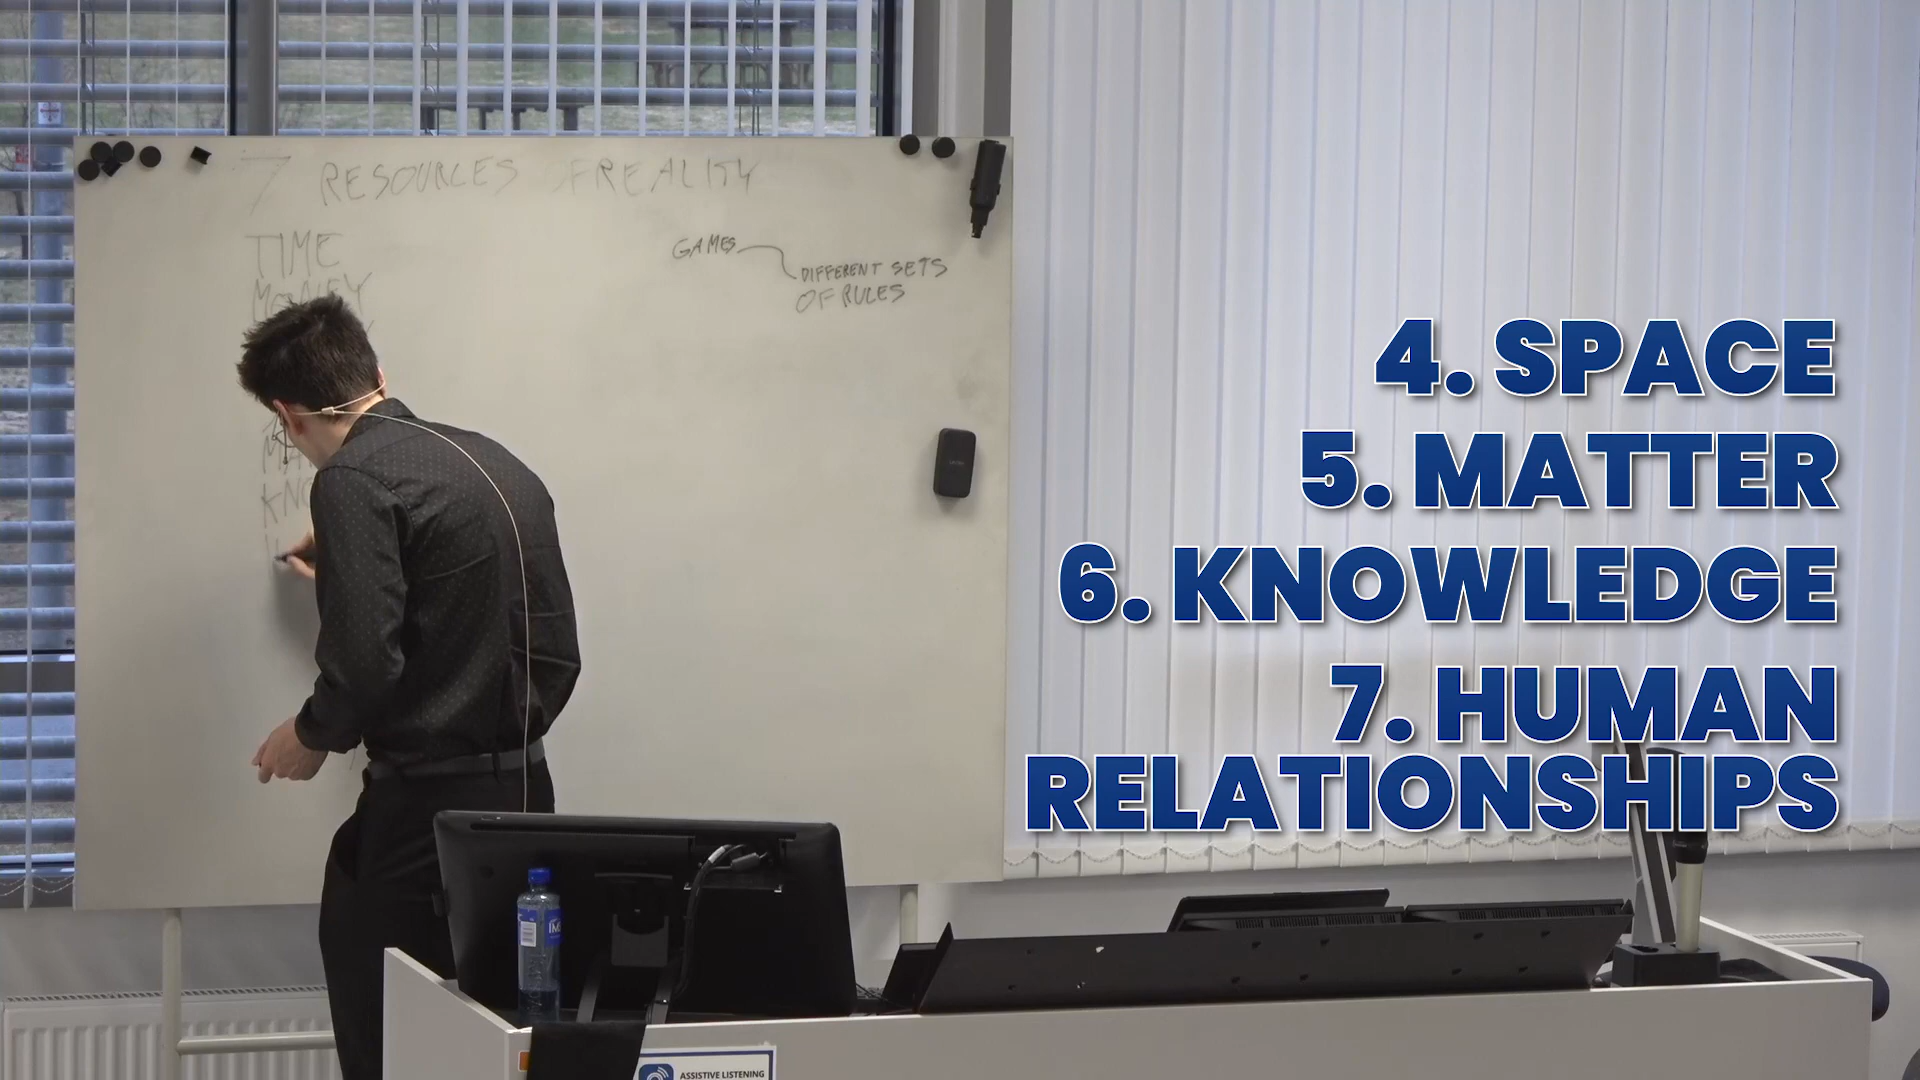 7 RESOURCES OF REALITY
TIME
MONEY
GAMES
DIFFERENT SETS
OF RULES
4. SPACE
5. MATTER
6. KNOWLEDGE
7. HUMAN
RELATIONSHIPS
ASSISTIVE LISTENING